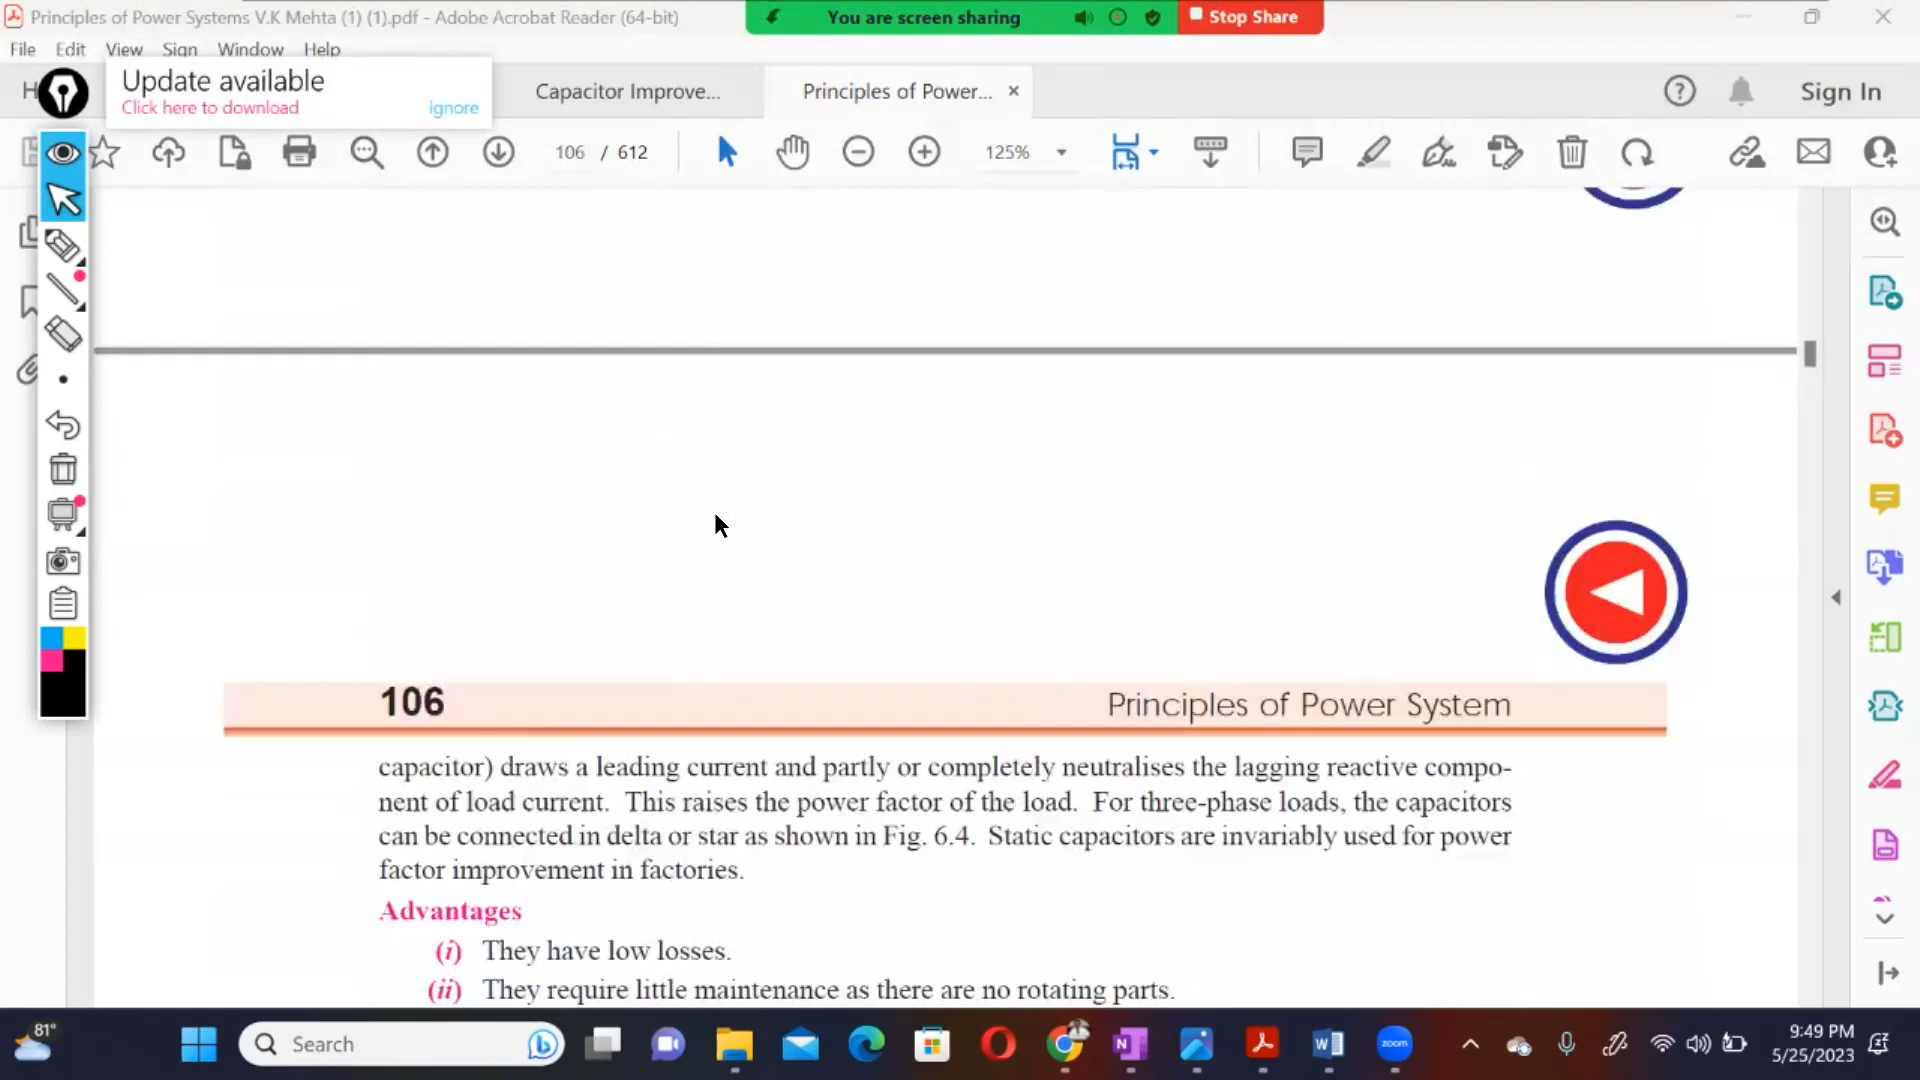 Principles of Power Systems V.K Mehta (1) (1).pdf - Adobe Acrobat Reader (64-bit)
You are screen sharing
Stop Share
File Edit View Sign Window Help
H
Update available
Click here to download ignore
Capacitor Improve...
Principles of Power...
Sign In
106 / 612
125%
106
Principles of Power System
capacitor) draws a leading current and partly or completely neutralises the lagging reactive compo-
nent of load current. This raises the power factor of the load. For three-phase loads, the capacitors
can be connected in delta or star as shown in Fig. 6.4. Static capacitors are invariably used for power
factor improvement in factories.
Advantages
(i) They have low losses.
(ii) They require little maintenance as there are no rotating parts.
81°
Search
zoom
9:49 PM
5/25/2023